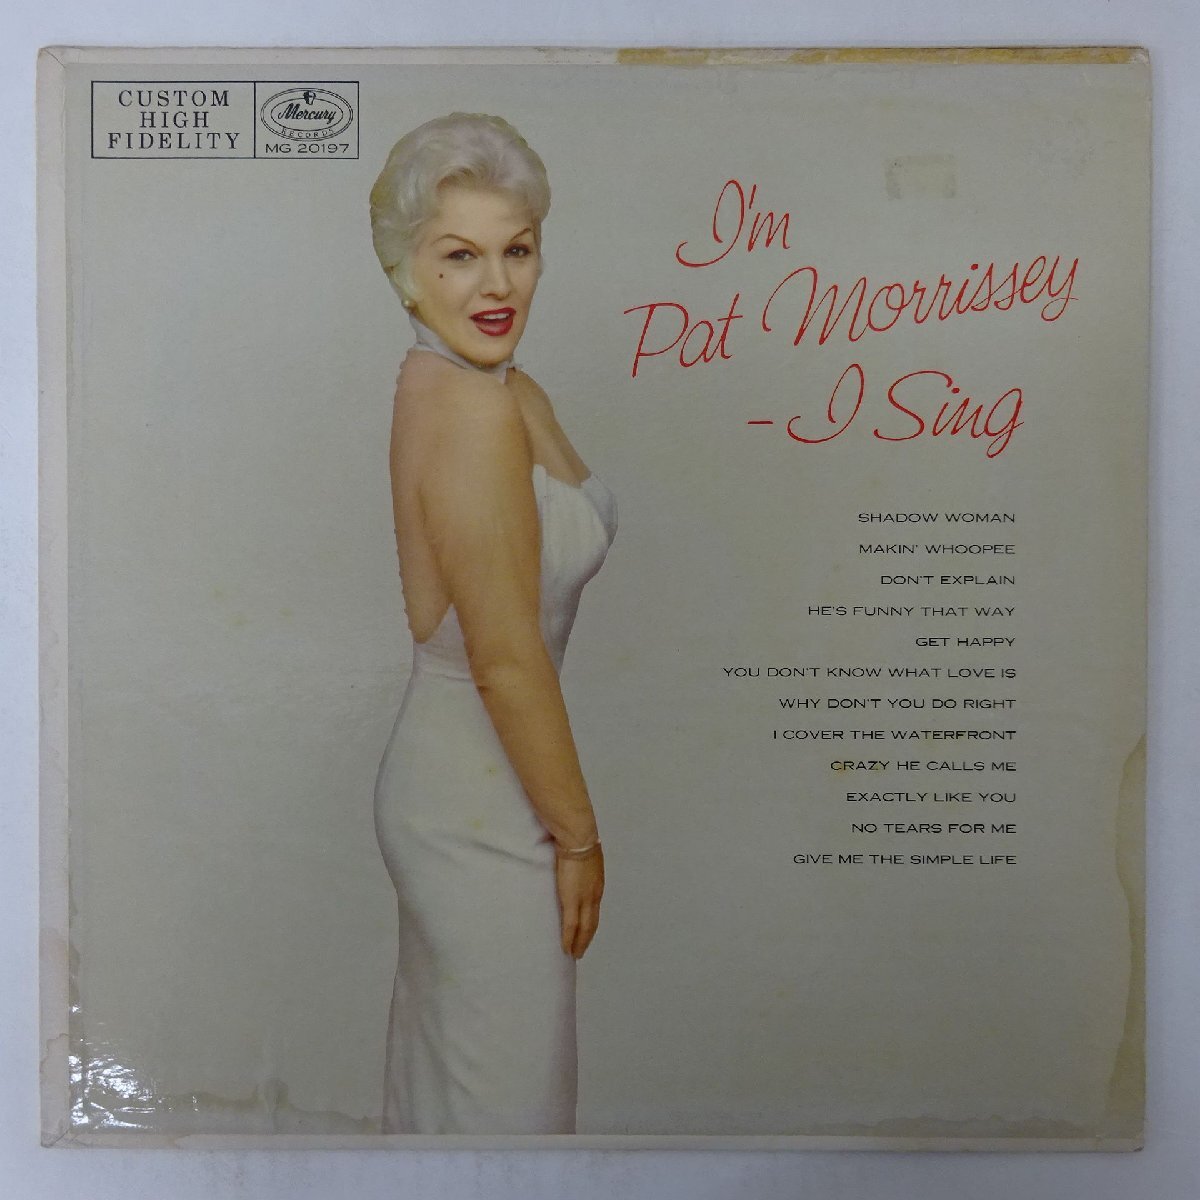 CUSTOM
HIGH
FIDELITY
Mercury
RECORDS
MG 20197
I'm
Pat Morrissey
- I Sing
SHADOW WOMAN
MAKIN' WHOOPEE
DON'T EXPLAIN
HE'S FUNNY THAT WAY
GET HAPPY
YOU DON'T KNOW WHAT LOVE IS
WHY DON'T YOU DO RIGHT
I COVER THE WATERFRONT
CRAZY HE CALLS ME
EXACTLY LIKE YOU
NO TEARS FOR ME
GIVE ME THE SIMPLE LIFE